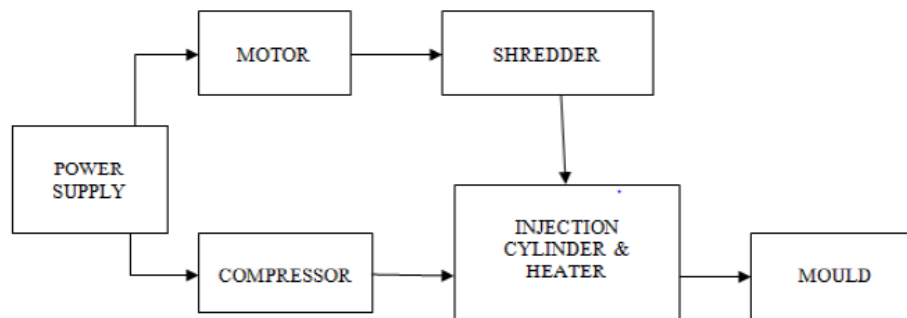 MOTOR
SHREDDER
POWER
SUPPLY
INJECTION
CYLINDER &
HEATER
COMPRESSOR
MOULD